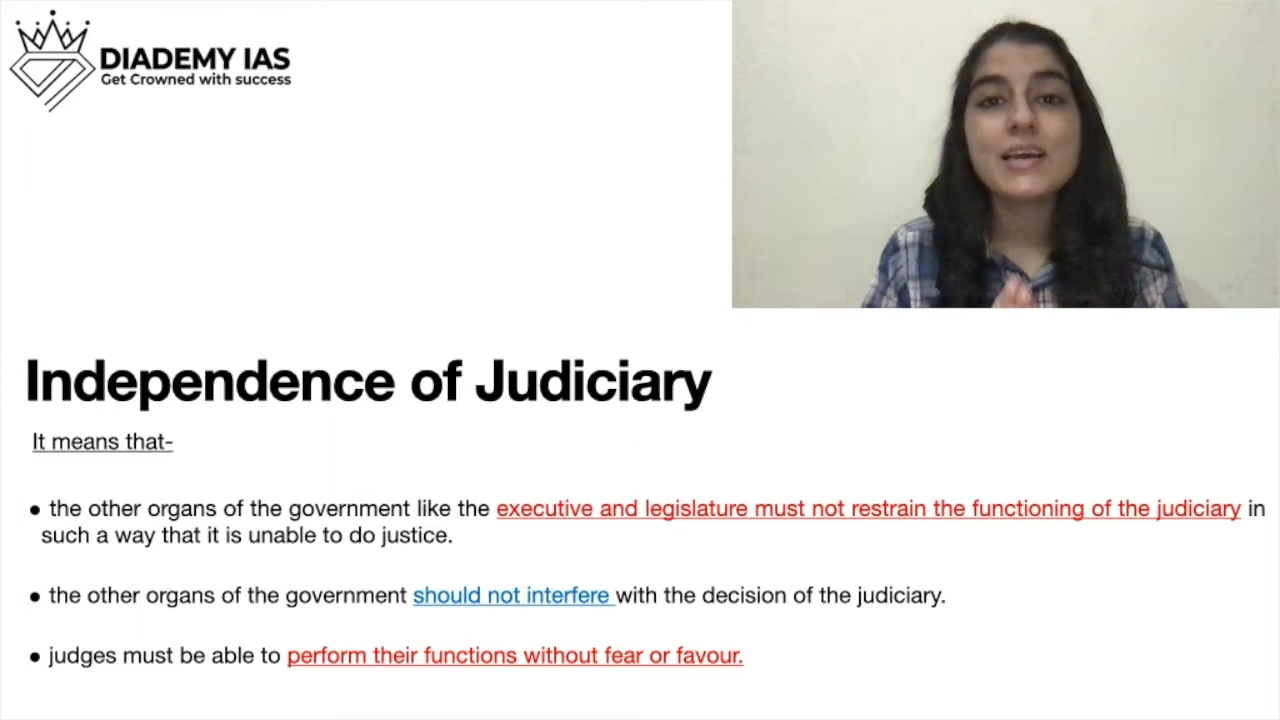 DIADEMY IAS
Get Crowned with success
Independence of Judiciary
It means that-
● the other organs of the government like the executive and legislature must not restrain the functioning of the judiciary in
such a way that it is unable to do justice.
● the other organs of the government should not interfere with the decision of the judiciary.
● judges must be able to perform their functions without fear or favour.